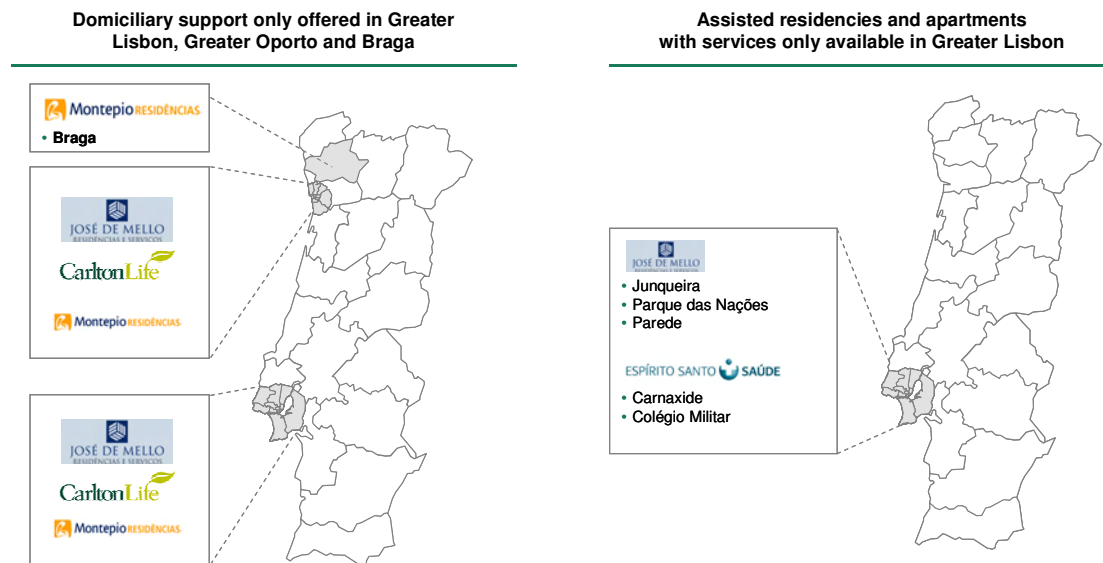 Domiciliary support only offered in Greater
Lisbon, Greater Oporto and Braga
Montepio RESIDÊNCIAS
• Braga
JOSÉ DE MELLO
RESIDÊNCIAS E SERVIÇOS
CarltonLife
Montepio RESIDÊNCIAS
JOSÉ DE MELLO
RESIDÊNCIAS E SERVIÇOS
CarltonLife
Montepio RESIDÊNCIAS
Assisted residencies and apartments
with services only available in Greater Lisbon
JOSÉ DE MELLO
RESIDÊNCIAS E SERVIÇOS
• Junqueira
• Parque das Nações
• Parede
ESPÍRITO SANTO SAÚDE
• Carnaxide
• Colégio Militar